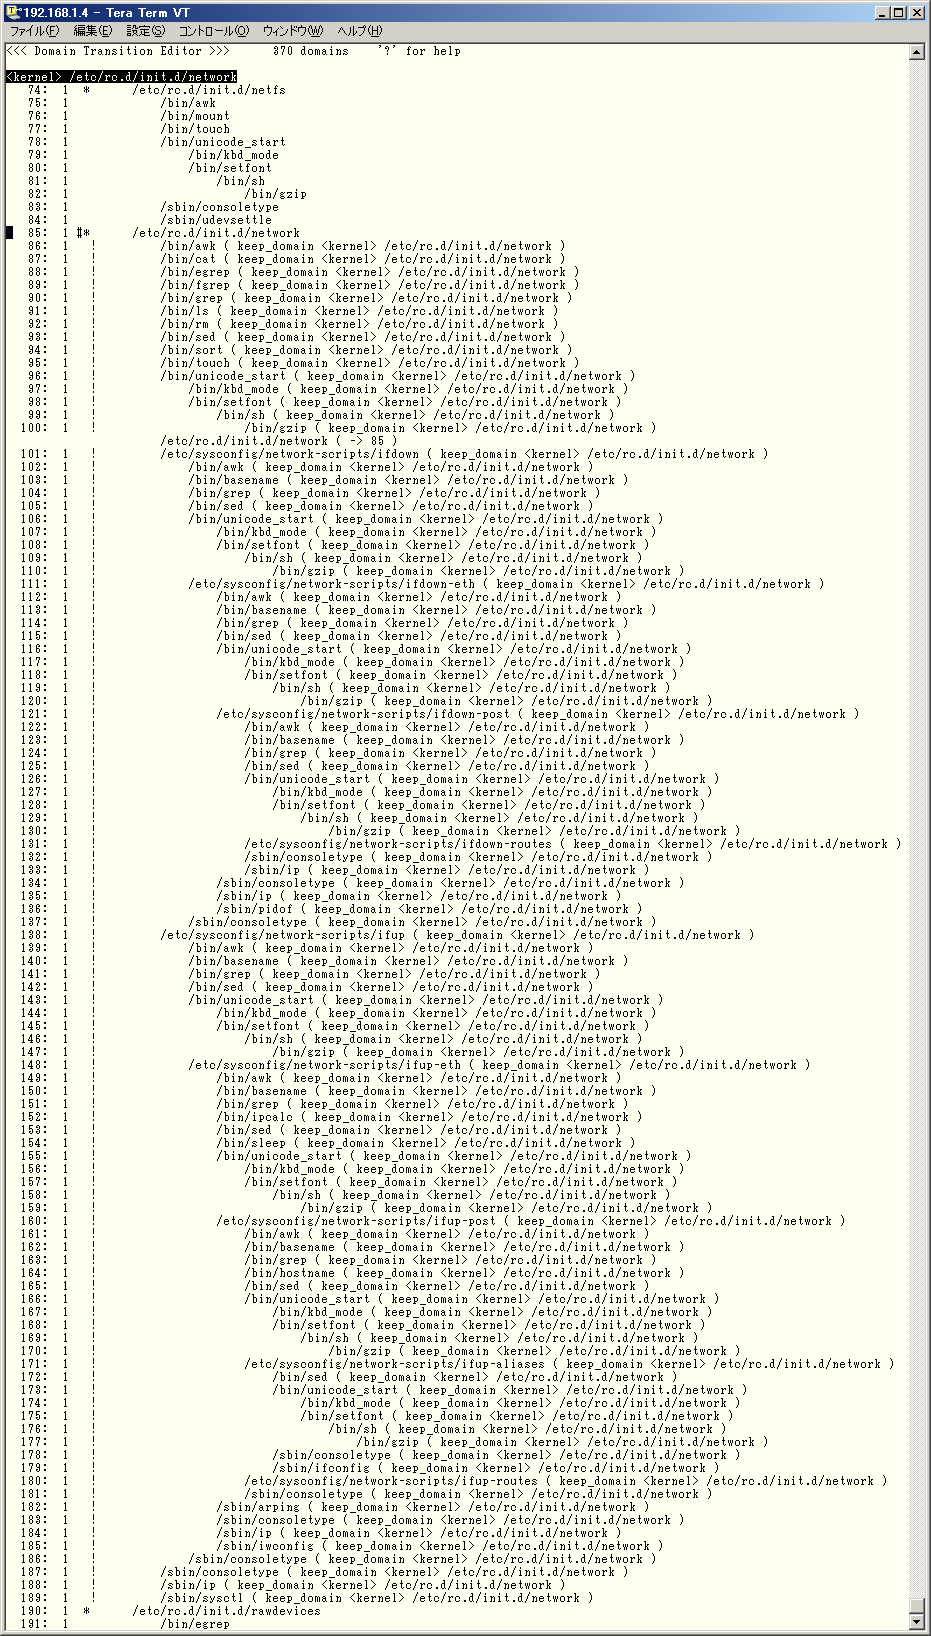 192.168.1.4 - Tera Term VT
ファイル(F) 編集(E) 設定(S) コントロール(O) ウィンドウ(W) ヘルプ(H)
<<< Domain Transition Editor >>>      370 domains    '?' for help
<kernel> /etc/rc.d/init.d/network
74:  1  *      /etc/rc.d/init.d/netfs
75:  1             /bin/awk
76:  1             /bin/mount
77:  1             /bin/touch
78:  1             /bin/unicode_start
79:  1                 /bin/kbd_mode
80:  1                 /bin/setfont
81:  1                     /bin/sh
82:  1                         /bin/gzip
83:  1             /sbin/consoletype
84:  1             /sbin/udevsettle
85:  1 #*      /etc/rc.d/init.d/network
86:  1   !         /bin/awk ( keep_domain <kernel> /etc/rc.d/init.d/network )
87:  1   !         /bin/cat ( keep_domain <kernel> /etc/rc.d/init.d/network )
88:  1   !         /bin/egrep ( keep_domain <kernel> /etc/rc.d/init.d/network )
89:  1   !         /bin/fgrep ( keep_domain <kernel> /etc/rc.d/init.d/network )
90:  1   !         /bin/grep ( keep_domain <kernel> /etc/rc.d/init.d/network )
91:  1   !         /bin/ls ( keep_domain <kernel> /etc/rc.d/init.d/network )
92:  1   !         /bin/rm ( keep_domain <kernel> /etc/rc.d/init.d/network )
93:  1   !         /bin/sed ( keep_domain <kernel> /etc/rc.d/init.d/network )
94:  1   !         /bin/sort ( keep_domain <kernel> /etc/rc.d/init.d/network )
95:  1   !         /bin/touch ( keep_domain <kernel> /etc/rc.d/init.d/network )
96:  1   !         /bin/unicode_start ( keep_domain <kernel> /etc/rc.d/init.d/network )
97:  1   !             /bin/kbd_mode ( keep_domain <kernel> /etc/rc.d/init.d/network )
98:  1   !             /bin/setfont ( keep_domain <kernel> /etc/rc.d/init.d/network )
99:  1   !                 /bin/sh ( keep_domain <kernel> /etc/rc.d/init.d/network )
100:  1   !                     /bin/gzip ( keep_domain <kernel> /etc/rc.d/init.d/network )
/etc/rc.d/init.d/network ( -> 85 )
101:  1   !         /etc/sysconfig/network-scripts/ifdown ( keep_domain <kernel> /etc/rc.d/init.d/network )
102:  1   !             /bin/awk ( keep_domain <kernel> /etc/rc.d/init.d/network )
103:  1   !             /bin/basename ( keep_domain <kernel> /etc/rc.d/init.d/network )
104:  1   !             /bin/grep ( keep_domain <kernel> /etc/rc.d/init.d/network )
105:  1   !             /bin/sed ( keep_domain <kernel> /etc/rc.d/init.d/network )
106:  1   !             /bin/unicode_start ( keep_domain <kernel> /etc/rc.d/init.d/network )
107:  1   !                 /bin/kbd_mode ( keep_domain <kernel> /etc/rc.d/init.d/network )
108:  1   !                 /bin/setfont ( keep_domain <kernel> /etc/rc.d/init.d/network )
109:  1   !                     /bin/sh ( keep_domain <kernel> /etc/rc.d/init.d/network )
110:  1   !                         /bin/gzip ( keep_domain <kernel> /etc/rc.d/init.d/network )
111:  1   !             /etc/sysconfig/network-scripts/ifdown-eth ( keep_domain <kernel> /etc/rc.d/init.d/network )
112:  1   !                 /bin/awk ( keep_domain <kernel> /etc/rc.d/init.d/network )
113:  1   !                 /bin/basename ( keep_domain <kernel> /etc/rc.d/init.d/network )
114:  1   !                 /bin/grep ( keep_domain <kernel> /etc/rc.d/init.d/network )
115:  1   !                 /bin/sed ( keep_domain <kernel> /etc/rc.d/init.d/network )
116:  1   !                 /bin/unicode_start ( keep_domain <kernel> /etc/rc.d/init.d/network )
117:  1   !                     /bin/kbd_mode ( keep_domain <kernel> /etc/rc.d/init.d/network )
118:  1   !                     /bin/setfont ( keep_domain <kernel> /etc/rc.d/init.d/network )
119:  1   !                         /bin/sh ( keep_domain <kernel> /etc/rc.d/init.d/network )
120:  1   !                             /bin/gzip ( keep_domain <kernel> /etc/rc.d/init.d/network )
121:  1   !                 /etc/sysconfig/network-scripts/ifdown-post ( keep_domain <kernel> /etc/rc.d/init.d/network )
122:  1   !                     /bin/awk ( keep_domain <kernel> /etc/rc.d/init.d/network )
123:  1   !                     /bin/basename ( keep_domain <kernel> /etc/rc.d/init.d/network )
124:  1   !                     /bin/grep ( keep_domain <kernel> /etc/rc.d/init.d/network )
125:  1   !                     /bin/sed ( keep_domain <kernel> /etc/rc.d/init.d/network )
126:  1   !                     /bin/unicode_start ( keep_domain <kernel> /etc/rc.d/init.d/network )
127:  1   !                         /bin/kbd_mode ( keep_domain <kernel> /etc/rc.d/init.d/network )
128:  1   !                         /bin/setfont ( keep_domain <kernel> /etc/rc.d/init.d/network )
129:  1   !                             /bin/sh ( keep_domain <kernel> /etc/rc.d/init.d/network )
130:  1   !                                 /bin/gzip ( keep_domain <kernel> /etc/rc.d/init.d/network )
131:  1   !                     /etc/sysconfig/network-scripts/ifdown-routes ( keep_domain <kernel> /etc/rc.d/init.d/network )
132:  1   !                     /sbin/consoletype ( keep_domain <kernel> /etc/rc.d/init.d/network )
133:  1   !                     /sbin/ip ( keep_domain <kernel> /etc/rc.d/init.d/network )
134:  1   !                 /sbin/consoletype ( keep_domain <kernel> /etc/rc.d/init.d/network )
135:  1   !                 /sbin/ip ( keep_domain <kernel> /etc/rc.d/init.d/network )
136:  1   !                 /sbin/pidof ( keep_domain <kernel> /etc/rc.d/init.d/network )
137:  1   !             /sbin/consoletype ( keep_domain <kernel> /etc/rc.d/init.d/network )
138:  1   !         /etc/sysconfig/network-scripts/ifup ( keep_domain <kernel> /etc/rc.d/init.d/network )
139:  1   !             /bin/awk ( keep_domain <kernel> /etc/rc.d/init.d/network )
140:  1   !             /bin/basename ( keep_domain <kernel> /etc/rc.d/init.d/network )
141:  1   !             /bin/grep ( keep_domain <kernel> /etc/rc.d/init.d/network )
142:  1   !             /bin/sed ( keep_domain <kernel> /etc/rc.d/init.d/network )
143:  1   !             /bin/unicode_start ( keep_domain <kernel> /etc/rc.d/init.d/network )
144:  1   !                 /bin/kbd_mode ( keep_domain <kernel> /etc/rc.d/init.d/network )
145:  1   !                 /bin/setfont ( keep_domain <kernel> /etc/rc.d/init.d/network )
146:  1   !                     /bin/sh ( keep_domain <kernel> /etc/rc.d/init.d/network )
147:  1   !                         /bin/gzip ( keep_domain <kernel> /etc/rc.d/init.d/network )
148:  1   !             /etc/sysconfig/network-scripts/ifup-eth ( keep_domain <kernel> /etc/rc.d/init.d/network )
149:  1   !                 /bin/awk ( keep_domain <kernel> /etc/rc.d/init.d/network )
150:  1   !                 /bin/basename ( keep_domain <kernel> /etc/rc.d/init.d/network )
151:  1   !                 /bin/grep ( keep_domain <kernel> /etc/rc.d/init.d/network )
152:  1   !                 /bin/ipcalc ( keep_domain <kernel> /etc/rc.d/init.d/network )
153:  1   !                 /bin/sed ( keep_domain <kernel> /etc/rc.d/init.d/network )
154:  1   !                 /bin/sleep ( keep_domain <kernel> /etc/rc.d/init.d/network )
155:  1   !                 /bin/unicode_start ( keep_domain <kernel> /etc/rc.d/init.d/network )
156:  1   !                     /bin/kbd_mode ( keep_domain <kernel> /etc/rc.d/init.d/network )
157:  1   !                     /bin/setfont ( keep_domain <kernel> /etc/rc.d/init.d/network )
158:  1   !                         /bin/sh ( keep_domain <kernel> /etc/rc.d/init.d/network )
159:  1   !                             /bin/gzip ( keep_domain <kernel> /etc/rc.d/init.d/network )
160:  1   !                 /etc/sysconfig/network-scripts/ifup-post ( keep_domain <kernel> /etc/rc.d/init.d/network )
161:  1   !                     /bin/awk ( keep_domain <kernel> /etc/rc.d/init.d/network )
162:  1   !                     /bin/basename ( keep_domain <kernel> /etc/rc.d/init.d/network )
163:  1   !                     /bin/grep ( keep_domain <kernel> /etc/rc.d/init.d/network )
164:  1   !                     /bin/hostname ( keep_domain <kernel> /etc/rc.d/init.d/network )
165:  1   !                     /bin/sed ( keep_domain <kernel> /etc/rc.d/init.d/network )
166:  1   !                     /bin/unicode_start ( keep_domain <kernel> /etc/rc.d/init.d/network )
167:  1   !                         /bin/kbd_mode ( keep_domain <kernel> /etc/rc.d/init.d/network )
168:  1   !                         /bin/setfont ( keep_domain <kernel> /etc/rc.d/init.d/network )
169:  1   !                             /bin/sh ( keep_domain <kernel> /etc/rc.d/init.d/network )
170:  1   !                                 /bin/gzip ( keep_domain <kernel> /etc/rc.d/init.d/network )
171:  1   !                     /etc/sysconfig/network-scripts/ifup-aliases ( keep_domain <kernel> /etc/rc.d/init.d/network )
172:  1   !                         /bin/sed ( keep_domain <kernel> /etc/rc.d/init.d/network )
173:  1   !                         /bin/unicode_start ( keep_domain <kernel> /etc/rc.d/init.d/network )
174:  1   !                             /bin/kbd_mode ( keep_domain <kernel> /etc/rc.d/init.d/network )
175:  1   !                             /bin/setfont ( keep_domain <kernel> /etc/rc.d/init.d/network )
176:  1   !                                 /bin/sh ( keep_domain <kernel> /etc/rc.d/init.d/network )
177:  1   !                                     /bin/gzip ( keep_domain <kernel> /etc/rc.d/init.d/network )
178:  1   !                         /sbin/consoletype ( keep_domain <kernel> /etc/rc.d/init.d/network )
179:  1   !                         /sbin/ifconfig ( keep_domain <kernel> /etc/rc.d/init.d/network )
180:  1   !                     /etc/sysconfig/network-scripts/ifup-routes ( keep_domain <kernel> /etc/rc.d/init.d/network )
181:  1   !                     /sbin/consoletype ( keep_domain <kernel> /etc/rc.d/init.d/network )
182:  1   !                 /sbin/arping ( keep_domain <kernel> /etc/rc.d/init.d/network )
183:  1   !                 /sbin/consoletype ( keep_domain <kernel> /etc/rc.d/init.d/network )
184:  1   !                 /sbin/ip ( keep_domain <kernel> /etc/rc.d/init.d/network )
185:  1   !                 /sbin/iwconfig ( keep_domain <kernel> /etc/rc.d/init.d/network )
186:  1   !             /sbin/consoletype ( keep_domain <kernel> /etc/rc.d/init.d/network )
187:  1   !         /sbin/consoletype ( keep_domain <kernel> /etc/rc.d/init.d/network )
188:  1   !         /sbin/ip ( keep_domain <kernel> /etc/rc.d/init.d/network )
189:  1   !         /sbin/sysctl ( keep_domain <kernel> /etc/rc.d/init.d/network )
190:  1  *      /etc/rc.d/init.d/rawdevices
191:  1             /bin/egrep